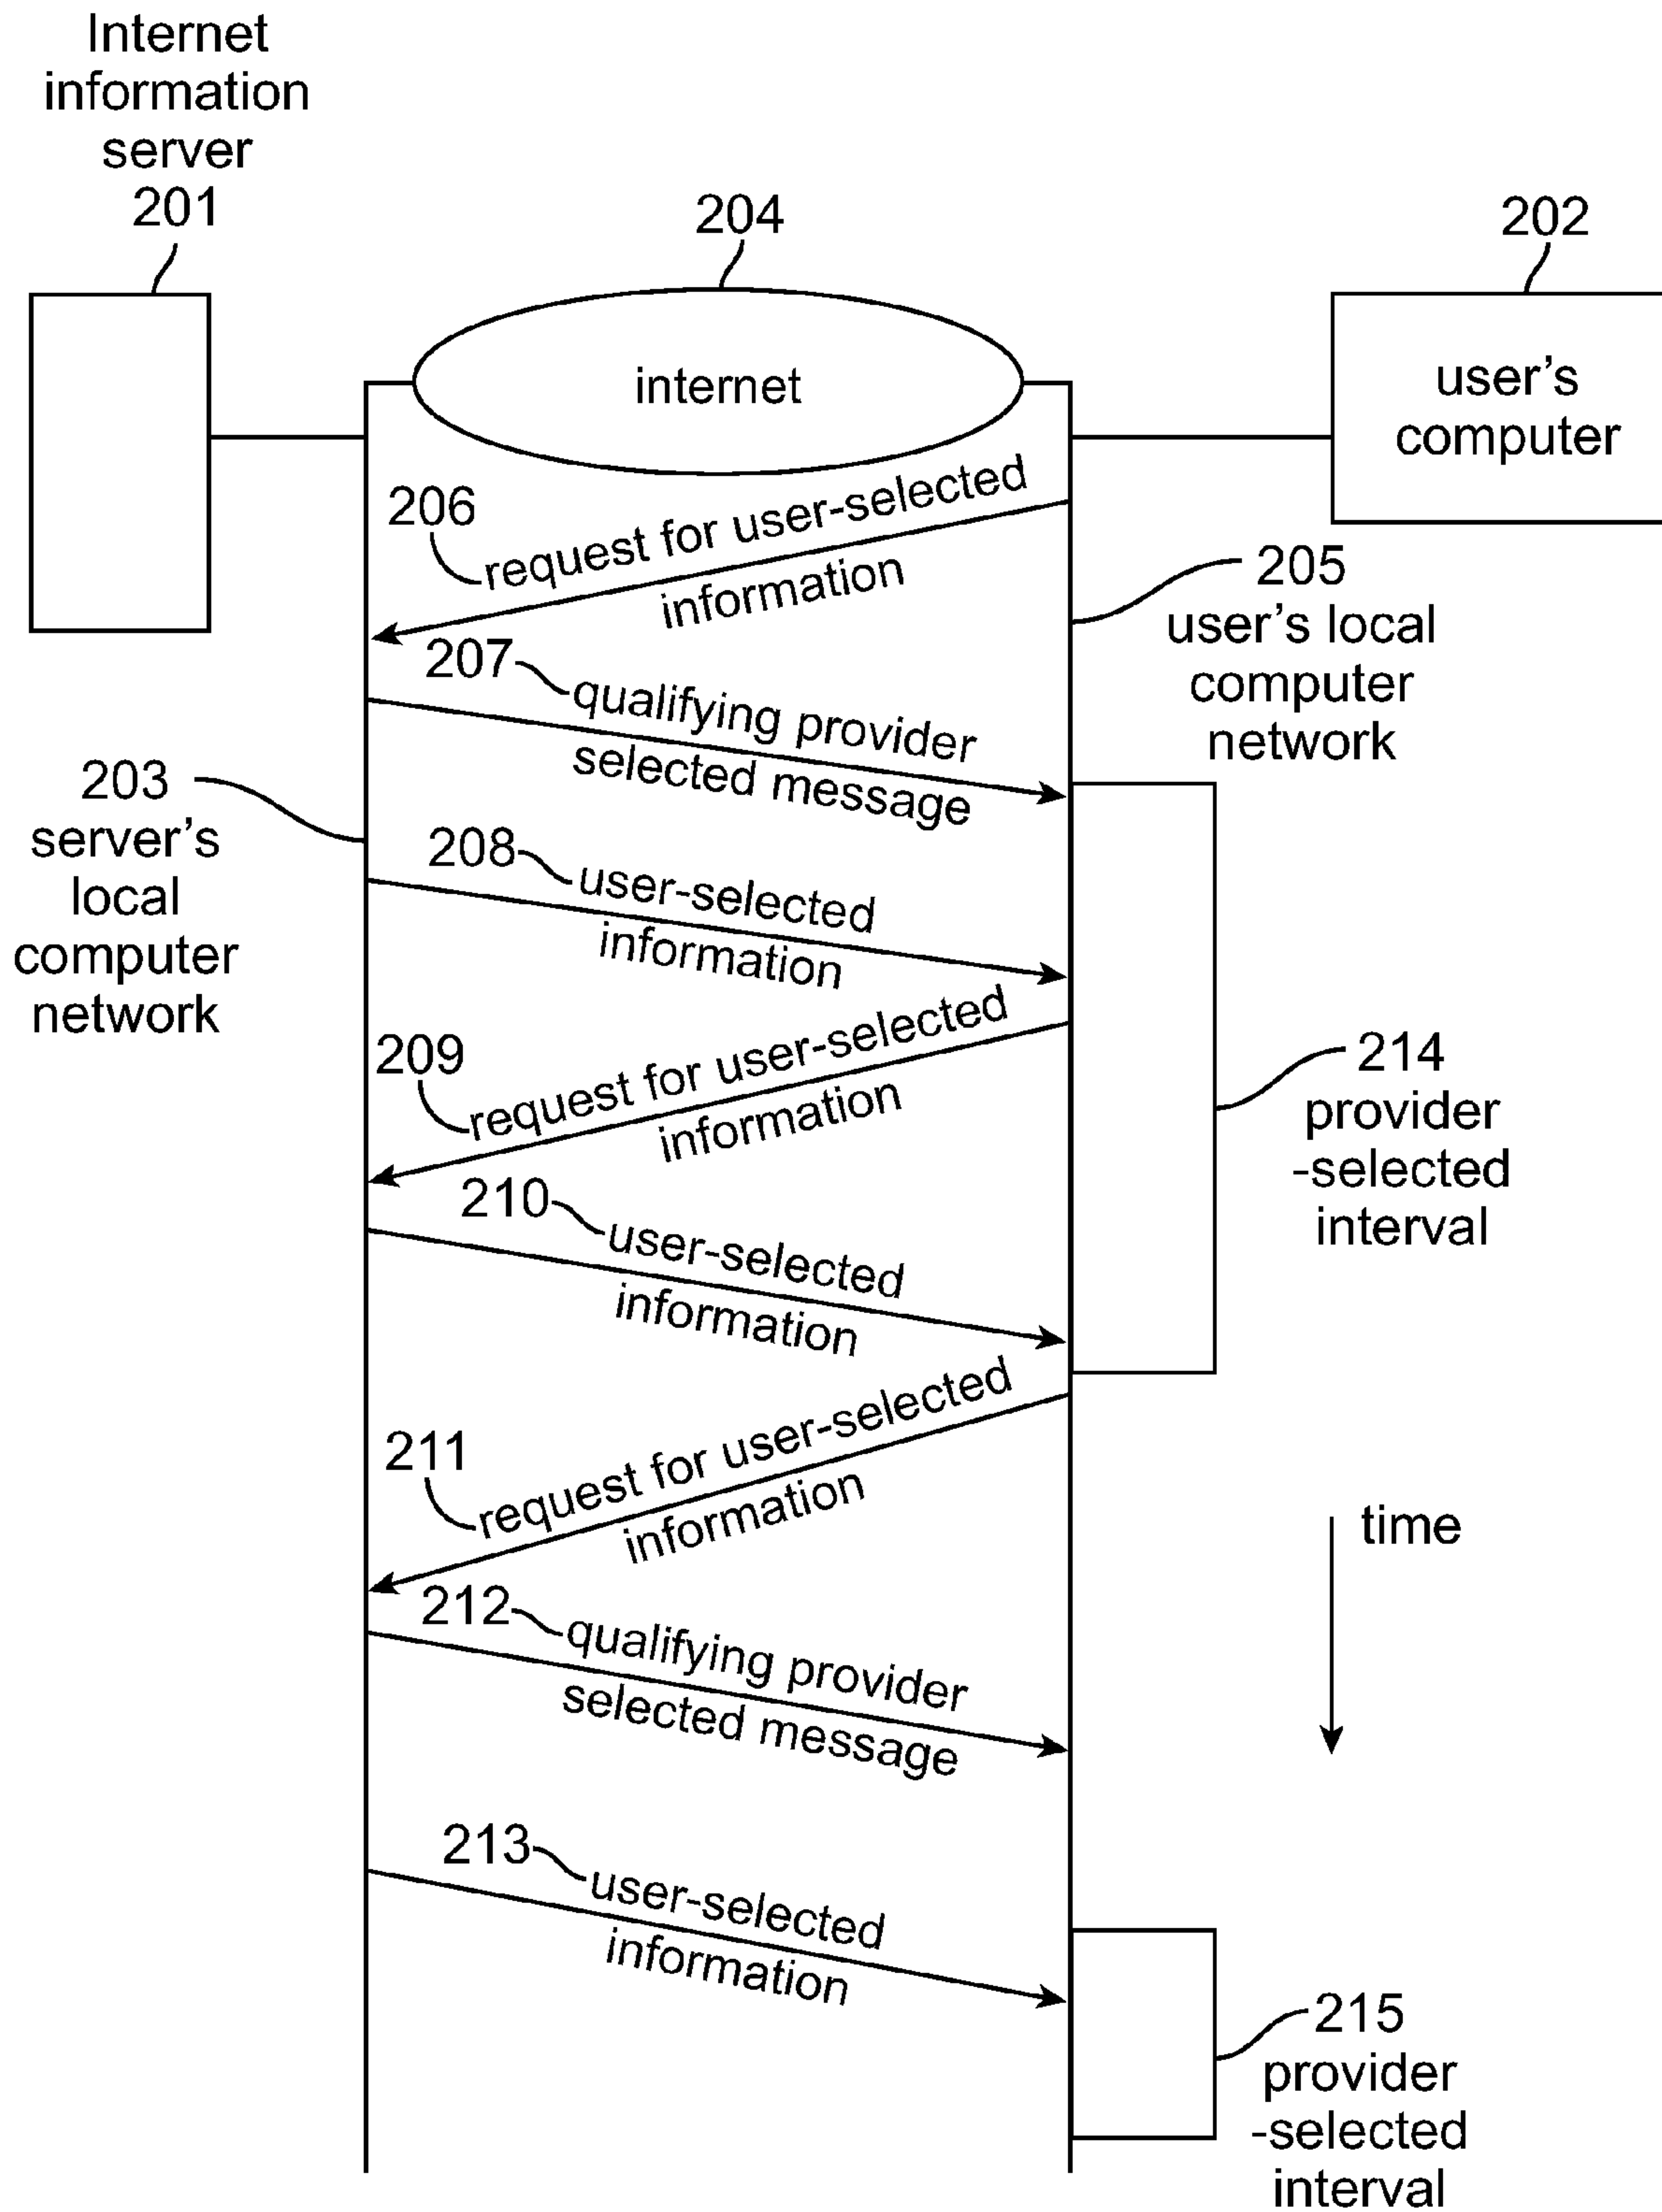 Internet
information
server
201
204
202
internet
user's
computer
206
request for user-selected
information
205
user's local
computer
network
207
qualifying provider
selected message
203
server's
local
computer
network
208
user-selected
information
209
request for user-selected
information
214
provider
-selected
interval
210
user-selected
information
211
request for user-selected
information
time
212
qualifying provider
selected message
213
user-selected
information
215
provider
-selected
interval